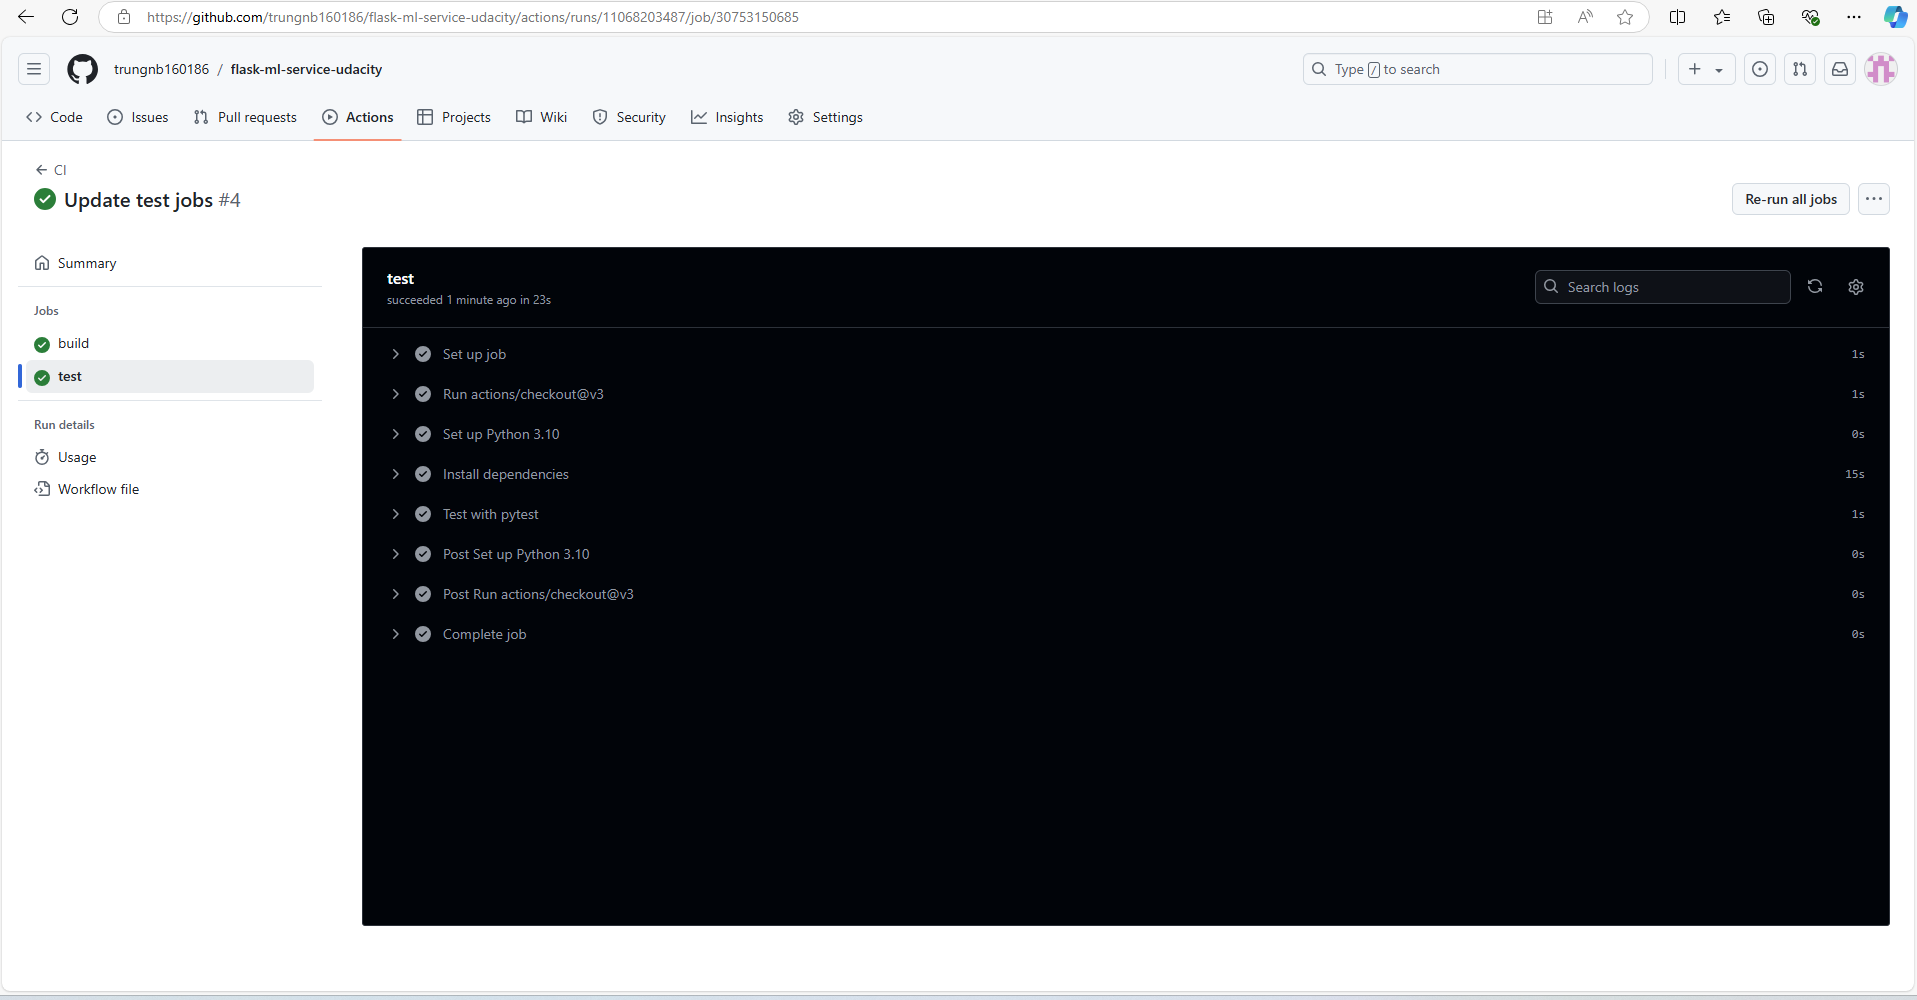 https://github.com/trungnb160186/flask-ml-service-udacity/actions/runs/11068203487/job/30753150685
trungnb160186 / flask-ml-service-udacity
Type / to search
Code Issues Pull requests Actions Projects Wiki Security Insights Settings
CI
Update test jobs #4
Re-run all jobs
Summary
Jobs
build
test
Run details
Usage
Workflow file
test
succeeded 1 minute ago in 23s
Search logs
Set up job 1s
Run actions/checkout@v3 1s
Set up Python 3.10 0s
Install dependencies 15s
Test with pytest 1s
Post Set up Python 3.10 0s
Post Run actions/checkout@v3 0s
Complete job 0s